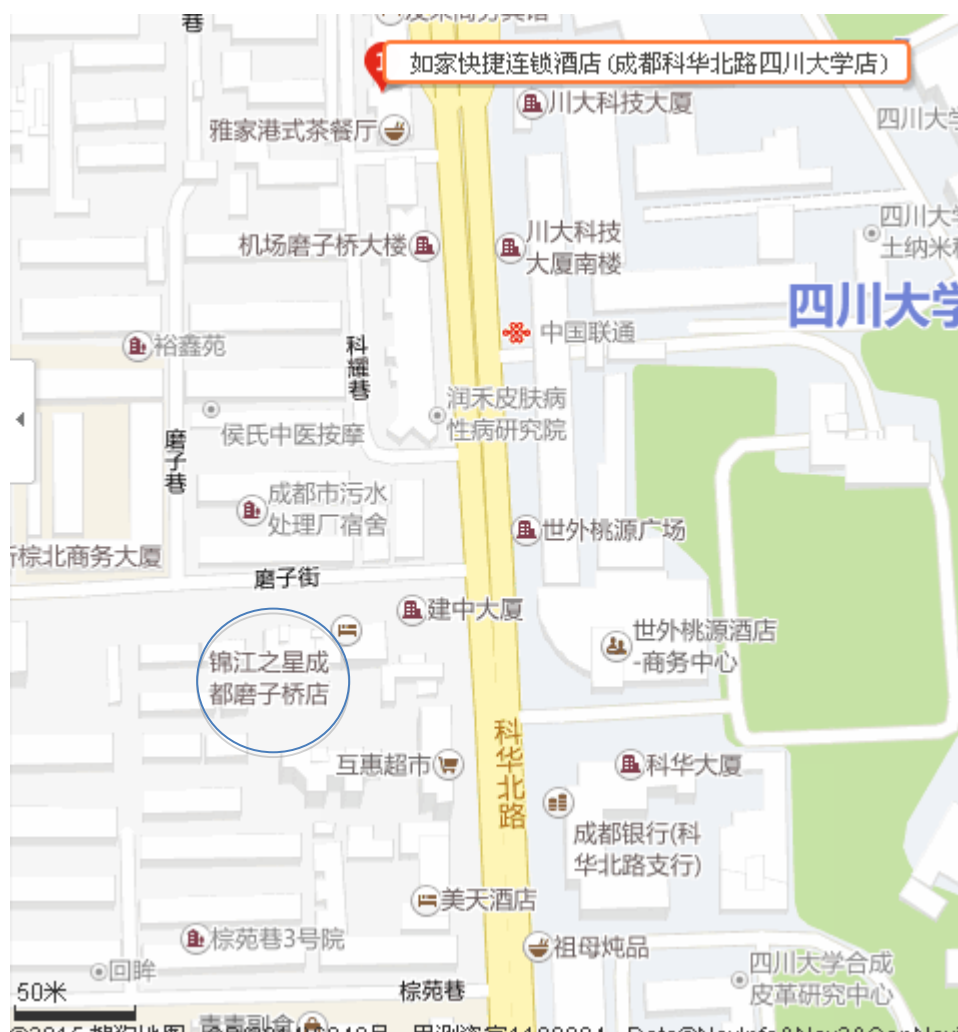 巷
如家快捷连锁酒店(成都科华北路四川大学店)
川大科技大厦
四川大学
雅家港式茶餐厅
四川大学
机场磨子桥大楼
川大科技
大厦南楼
土纳米
四川大学
中国联通
裕鑫苑
科耀巷
润禾皮肤病
性病研究院
侯氏中医按摩
磨子巷
成都市污水
处理厂宿舍
世外桃源广场
棕北商务大厦
磨子街
建中大厦
世外桃源酒店
-商务中心
锦江之星成
都磨子桥店
科华北路
互惠超市
科华大厦
成都银行(科
华北路支行)
美天酒店
棕苑巷3号院
祖母炖品
回眸
四川大学合成
皮革研究中心
50米
棕苑巷